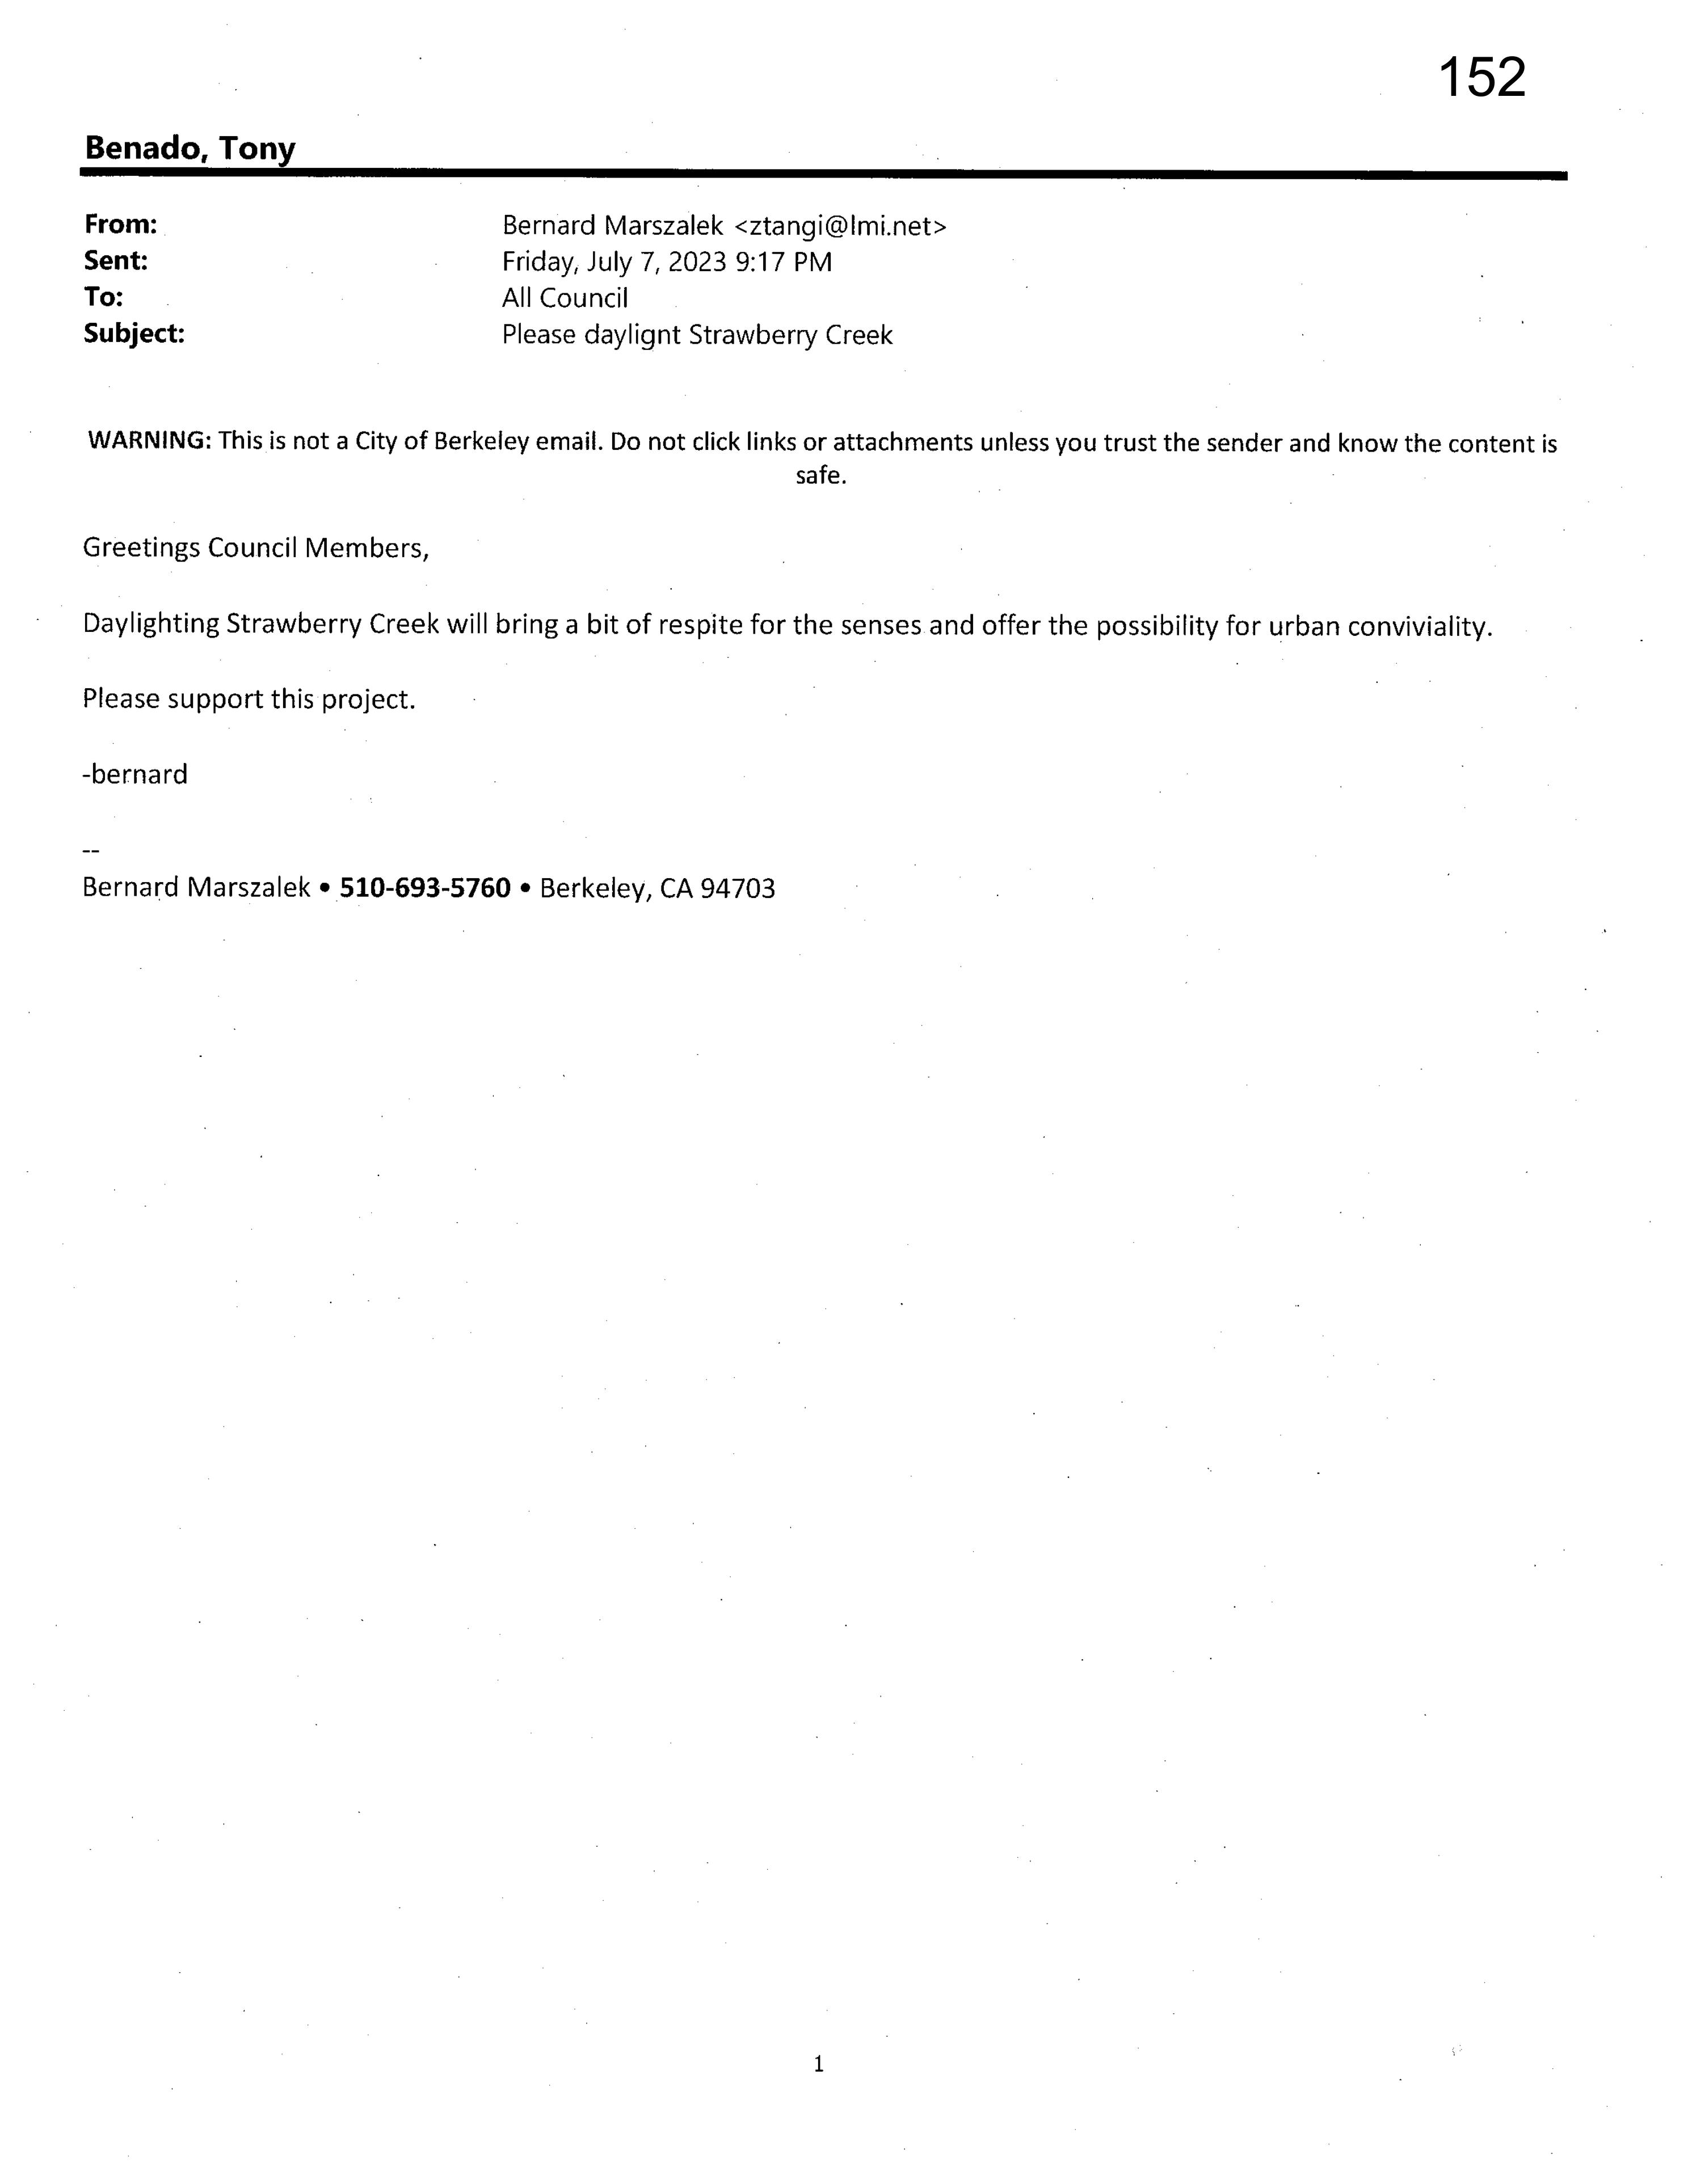 152
Benado, Tony
From: Bernard Marszalek <ztangi@lmi.net>
Sent: Friday, July 7, 2023 9:17 PM
To: All Council
Subject: Please daylignt Strawberry Creek
WARNING: This is not a City of Berkeley email. Do not click links or attachments unless you trust the sender and know the content is
safe.
Greetings Council Members,
Daylighting Strawberry Creek will bring a bit of respite for the senses and offer the possibility for urban conviviality.
Please support this project.
-bernard
--
Bernard Marszalek • 510-693-5760 • Berkeley, CA 94703
1